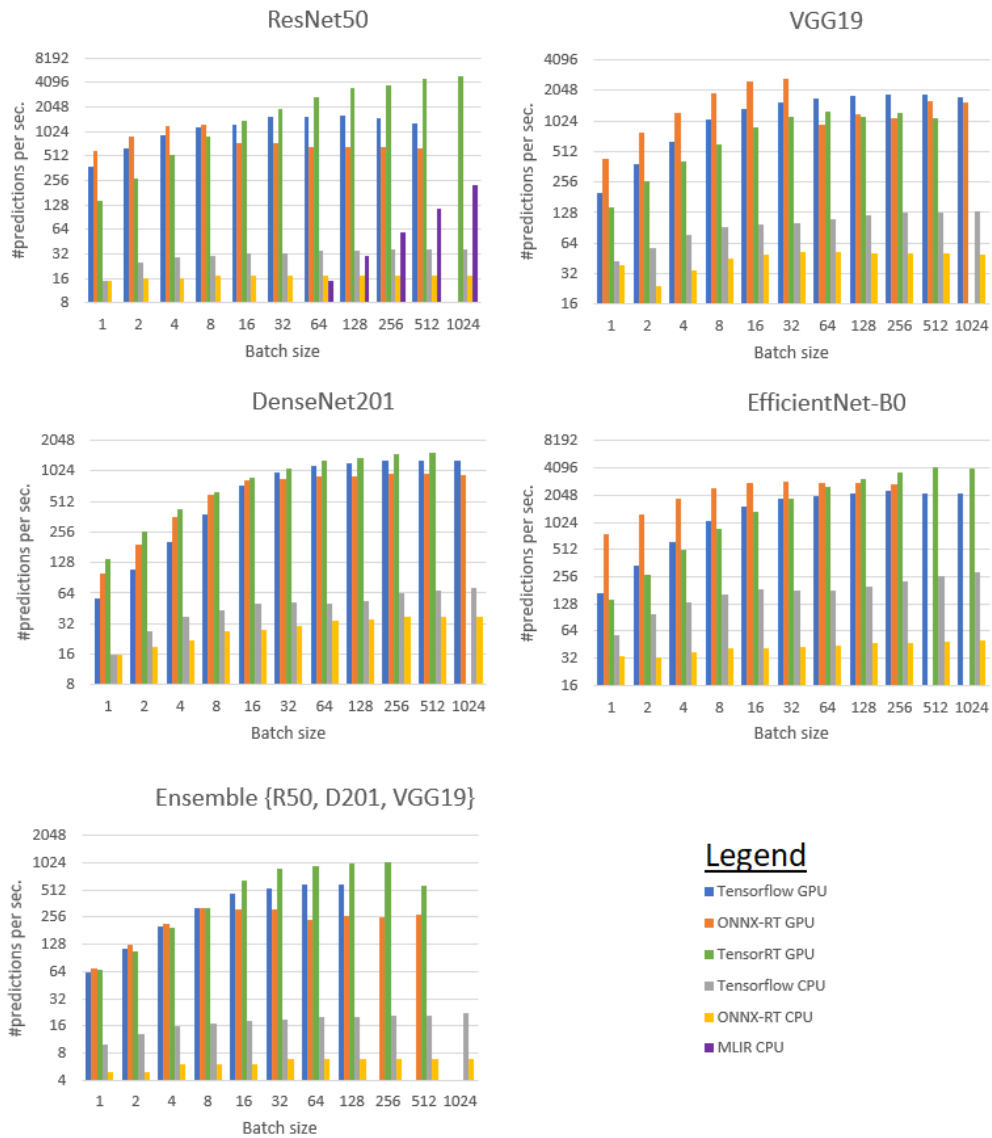 ResNet50
#predictions per sec.
8192
4096
2048
1024
512
256
128
64
32
16
8
1 2 4 8 16 32 64 128 256 512 1024
Batch size
VGG19
#predictions per sec.
4096
2048
1024
512
256
128
64
32
16
1 2 4 8 16 32 64 128 256 512 1024
Batch size
DenseNet201
#predictions per sec.
2048
1024
512
256
128
64
32
16
8
1 2 4 8 16 32 64 128 256 512 1024
Batch size
EfficientNet-B0
#predictions per sec.
8192
4096
2048
1024
512
256
128
64
32
16
1 2 4 8 16 32 64 128 256 512 1024
Batch size
Ensemble {R50, D201, VGG19}
#predictions per sec.
2048
1024
512
256
128
64
32
16
8
4
1 2 4 8 16 32 64 128 256 512 1024
Batch size
Legend
Tensorflow GPU
ONNX-RT GPU
TensorRT GPU
Tensorflow CPU
ONNX-RT CPU
MLIR CPU